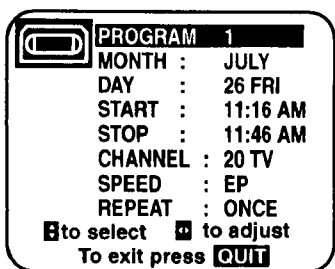 PROGRAM 1
MONTH : JULY
DAY : 26 FRI
START : 11:16 AM
STOP : 11:46 AM
CHANNEL : 20 TV
SPEED : EP
REPEAT : ONCE
to select to adjust
To exit press QUIT